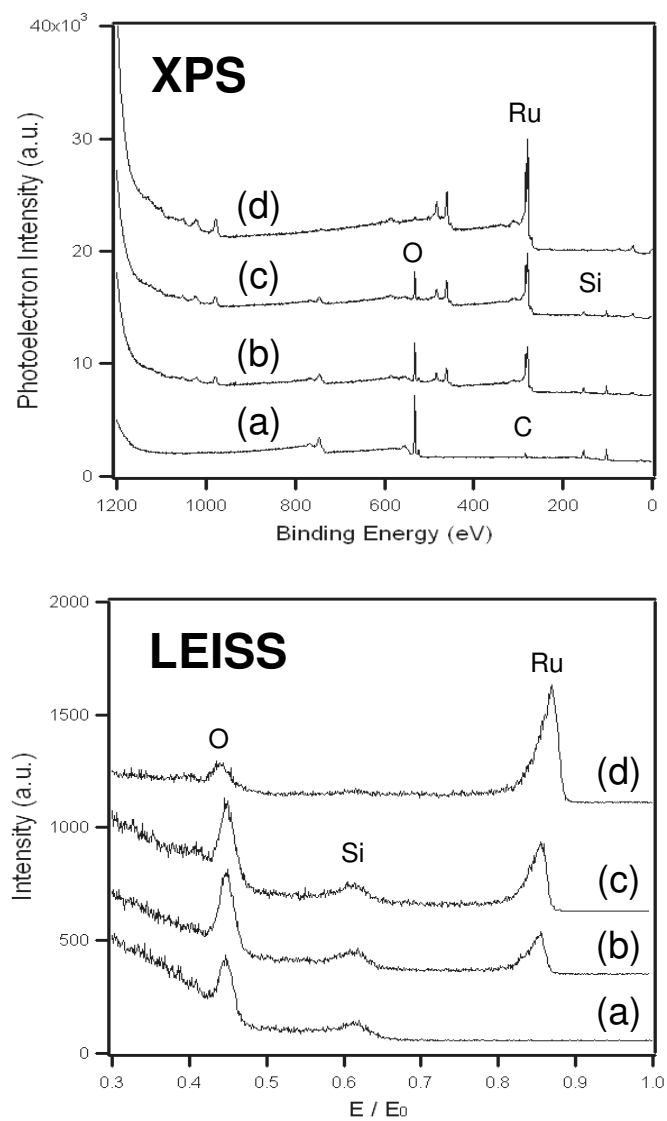 XPS
Photoelectron Intensity (a.u.)
40x10³
30
20
10
0
Ru
(d)
O
(c)
Si
(b)
(a)
C
1200
1000
800
600
400
200
0
Binding Energy (eV)
LEISS
Intensity (a.u.)
2000
1500
1000
500
0
Ru
O
(d)
Si
(c)
(b)
(a)
0.3
0.4
0.5
0.6
0.7
0.8
0.9
1.0
E / E₀